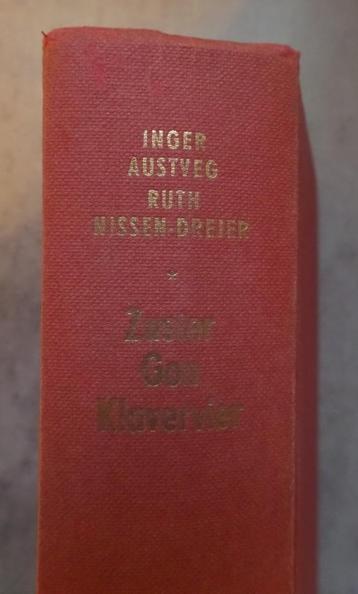 INGER
AUSTVEG
RUTH
NISSEN-DREIER
*
Zuster
Gon
Klavervier